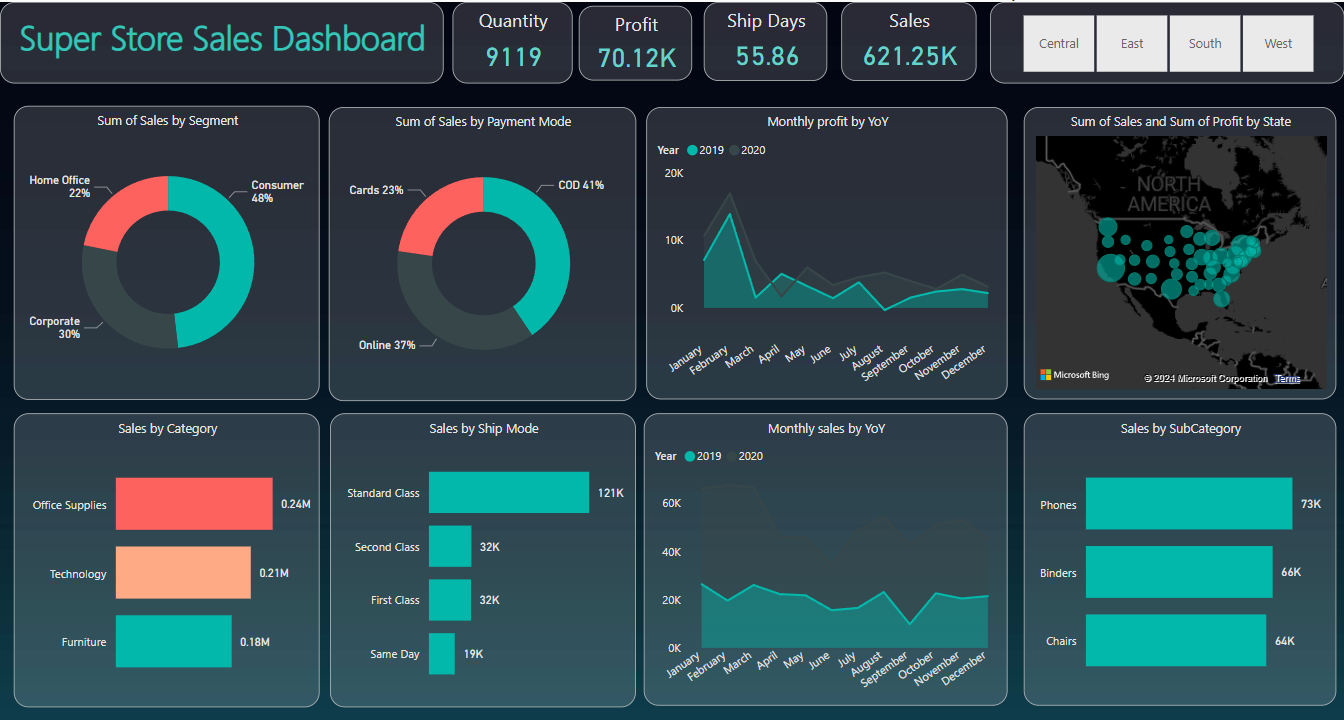 Super Store Sales Dashboard
Quantity
9119
Profit
70.12K
Ship Days
55.86
Sales
621.25K
Central
East
South
West
Sum of Sales by Segment
Home Office
22%
Consumer
48%
Corporate
30%
Sum of Sales by Payment Mode
Cards 23%
COD 41%
Online 37%
Monthly profit by YoY
Year 2019 2020
20K
10K
0K
January
February
March
April
May
June
July
August
September
October
November
December
Sum of Sales and Sum of Profit by State
NORTH
AMERICA
A
Microsoft Bing
© 2024 Microsoft Corporation Terms
Sales by Category
Office Supplies 0.24M
Technology 0.21M
Furniture 0.18M
Sales by Ship Mode
Standard Class 121K
Second Class 32K
First Class 32K
Same Day 19K
Monthly sales by YoY
Year 2019 2020
60K
40K
20K
0K
January
February
March
April
May
June
July
August
September
October
November
December
Sales by SubCategory
Phones 73K
Binders 66K
Chairs 64K